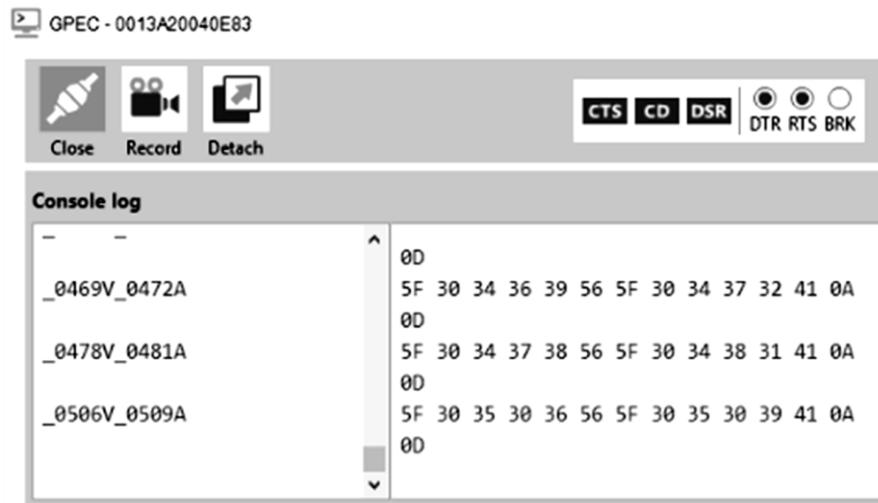 GPEC - 0013A20040E83
CTS CD DSR
DTR RTS BRK
Close Record Detach
Console log
_ _
0D
_0469V_0472A 5F 30 34 36 39 56 5F 30 34 37 32 41 0A
0D
_0478V_0481A 5F 30 34 37 38 56 5F 30 34 38 31 41 0A
0D
_0506V_0509A 5F 30 35 30 36 56 5F 30 35 30 39 41 0A
0D